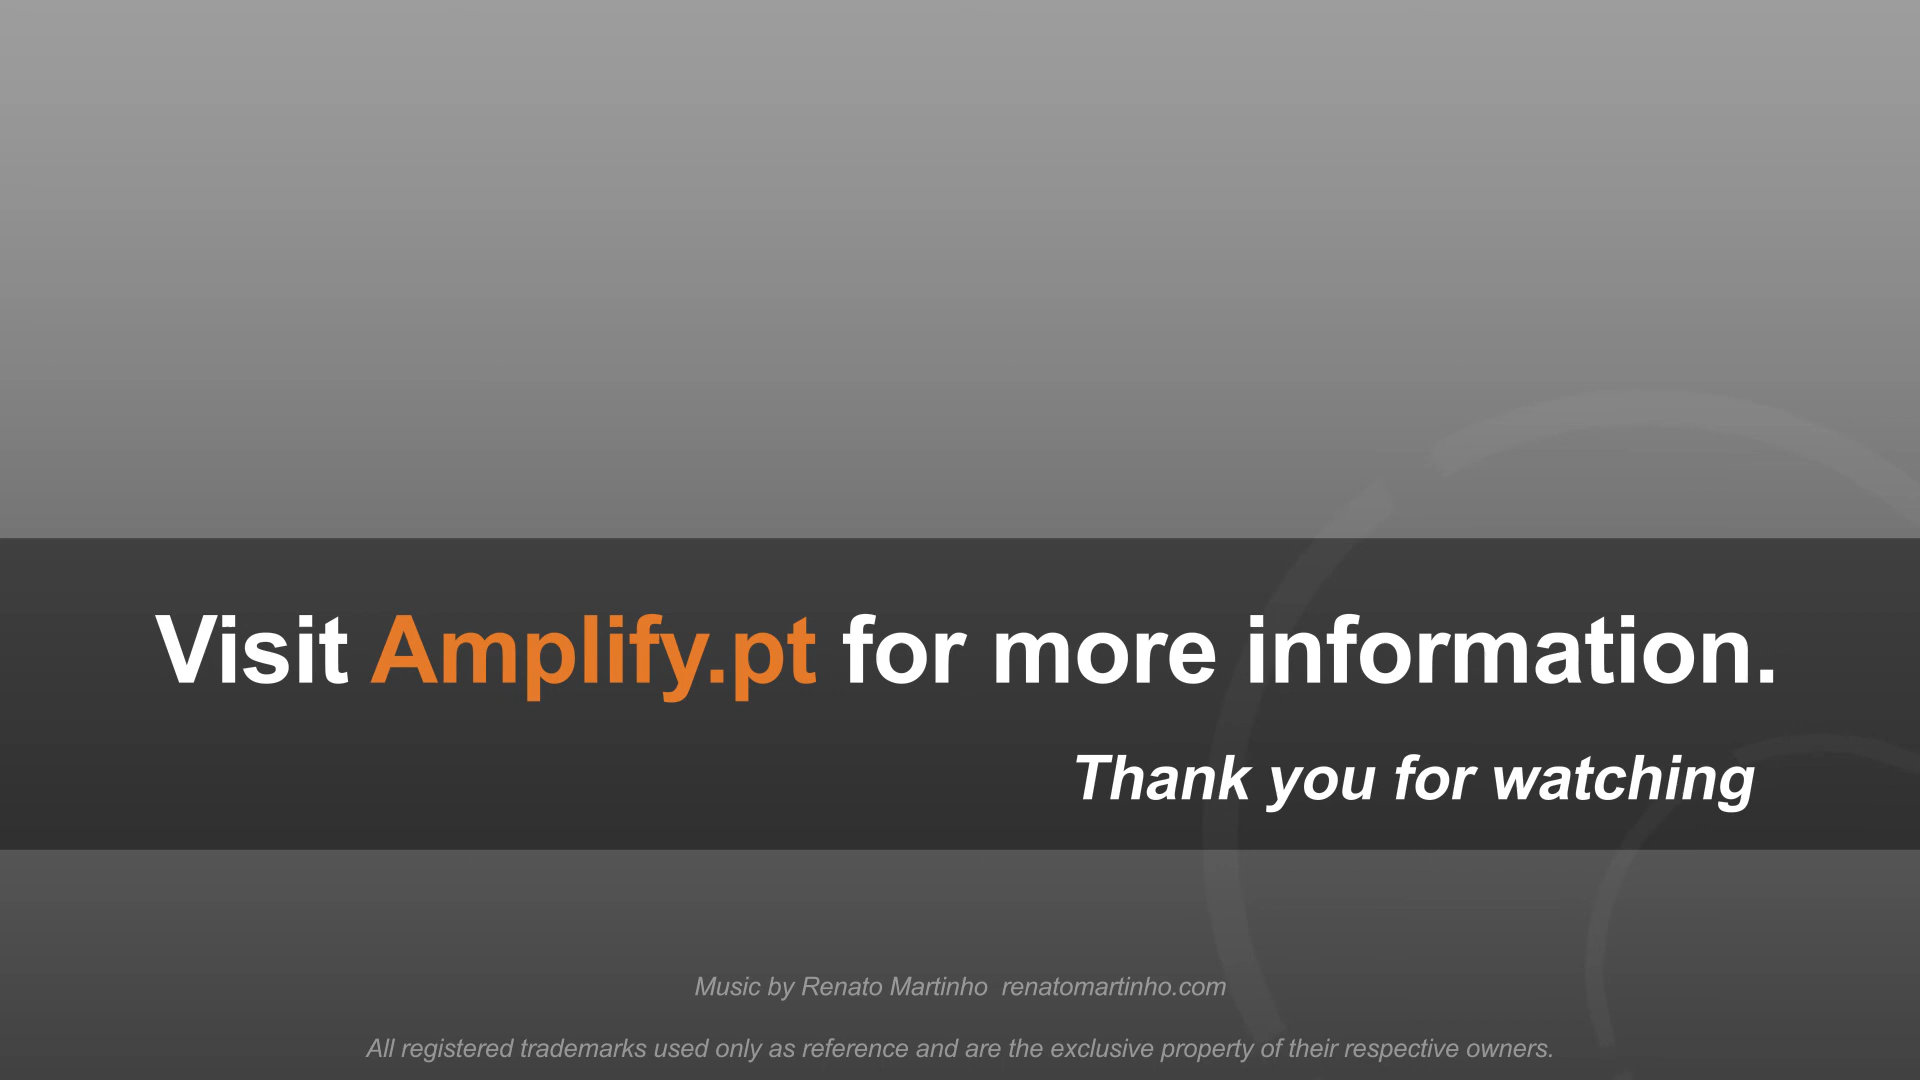 Visit Amplify.pt for more information.
Thank you for watching
Music by Renato Martinho  renatomartinho.com
All registered trademarks used only as reference and are the exclusive property of their respective owners.